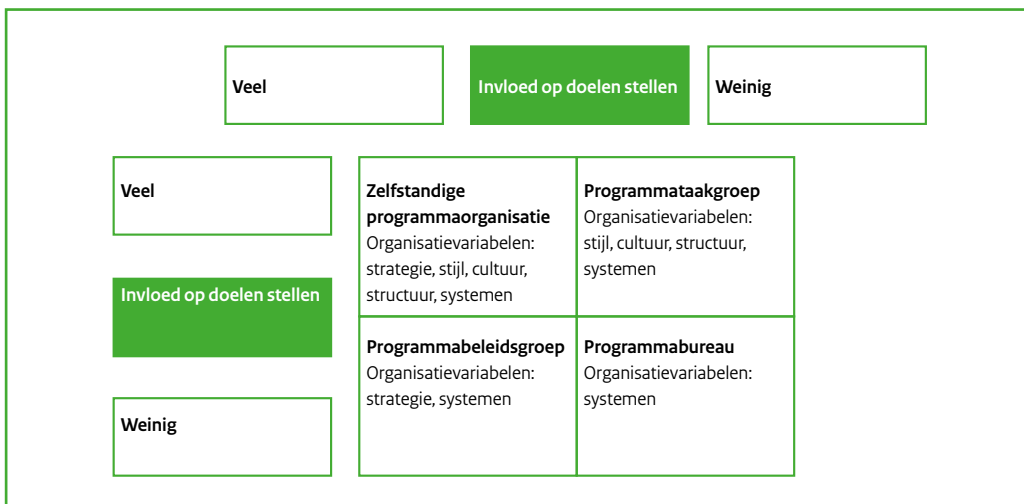 Veel
Invloed op doelen stellen
Weinig
Veel
Invloed op doelen stellen
Weinig
Zelfstandige
programmaorganisatie
Organisatievariabelen:
strategie, stijl, cultuur,
structuur, systemen
Programmataakgroep
Organisatievariabelen:
stijl, cultuur, structuur,
systemen
Programmabeleidsgroep
Organisatievariabelen:
strategie, systemen
Programmabureau
Organisatievariabelen:
systemen